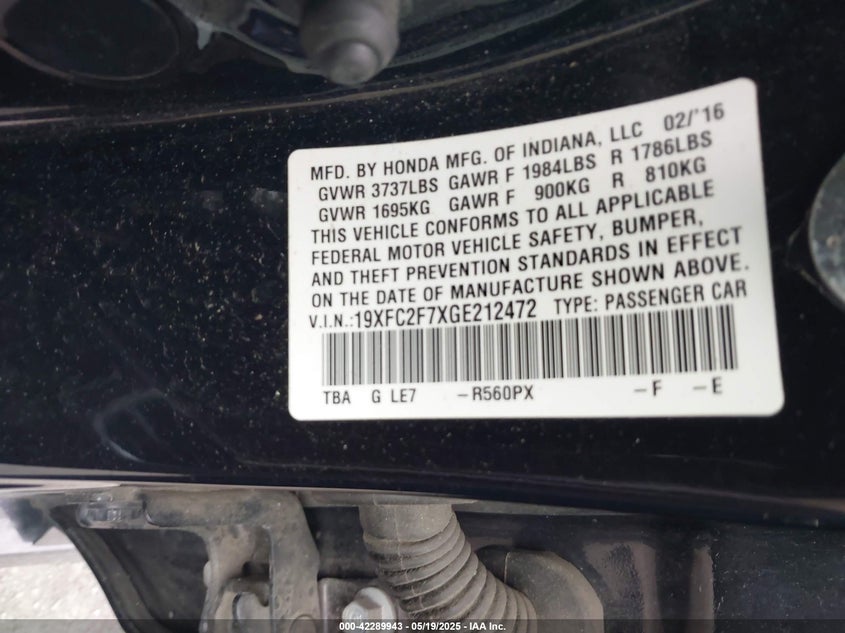 MFD. BY HONDA MFG. OF INDIANA, LLC 02/'16
GVWR 3737LBS GAWR F 1984LBS R 1786LBS
GVWR 1695KG GAWR F 900KG R 810KG
THIS VEHICLE CONFORMS TO ALL APPLICABLE
FEDERAL MOTOR VEHICLE SAFETY, BUMPER,
AND THEFT PREVENTION STANDARDS IN EFFECT
ON THE DATE OF MANUFACTURE SHOWN ABOVE.
V.I.N.:19XFC2F7XGE212472 TYPE: PASSENGER CAR
TBA G LE7 -R560PX -F -E
000-42289943 - 05/19/2025 - IAA Inc.